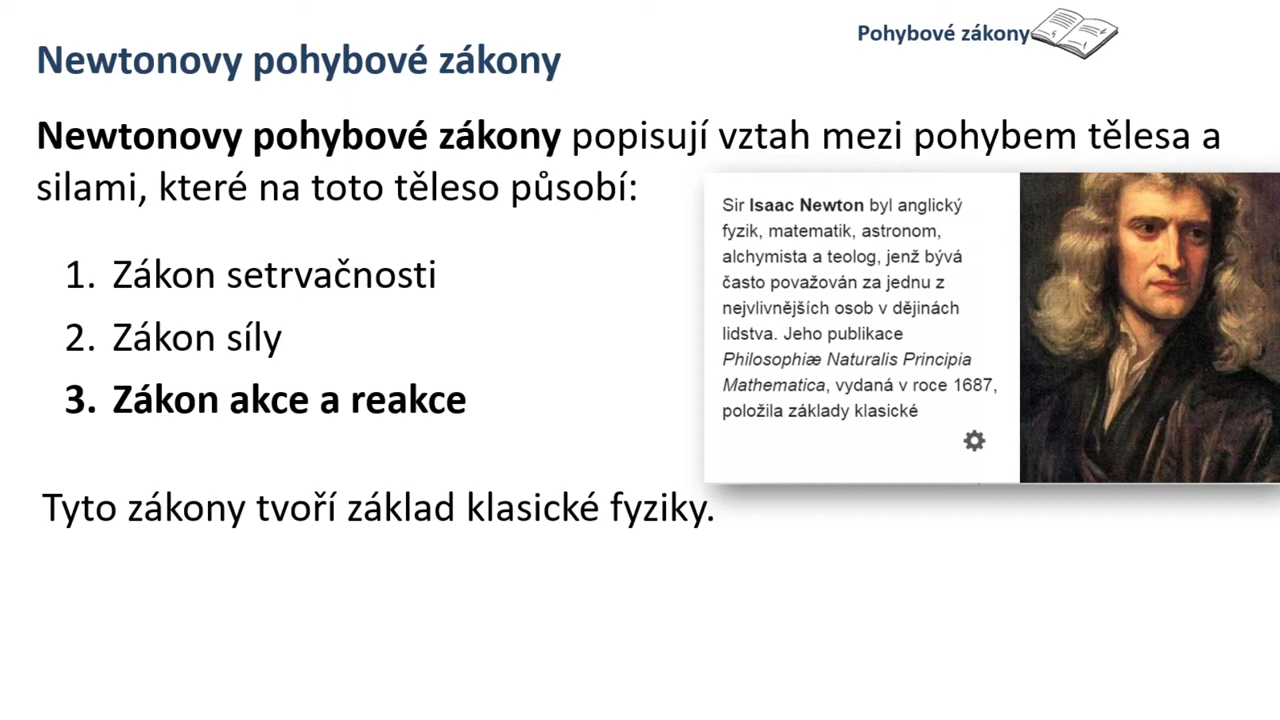 Pohybové zákony
Newtonovy pohybové zákony
Newtonovy pohybové zákony popisují vztah mezi pohybem tělesa a
silami, které na toto těleso působí:
1. Zákon setrvačnosti
2. Zákon síly
3. Zákon akce a reakce
Tyto zákony tvoří základ klasické fyziky.
Sir Isaac Newton byl anglický
fyzik, matematik, astronom,
alchymista a teolog, jenž bývá
často považován za jednu z
nejvlivnějších osob v dějinách
lidstva. Jeho publikace
Philosophiæ Naturalis Principia
Mathematica, vydaná v roce 1687,
položila základy klasické